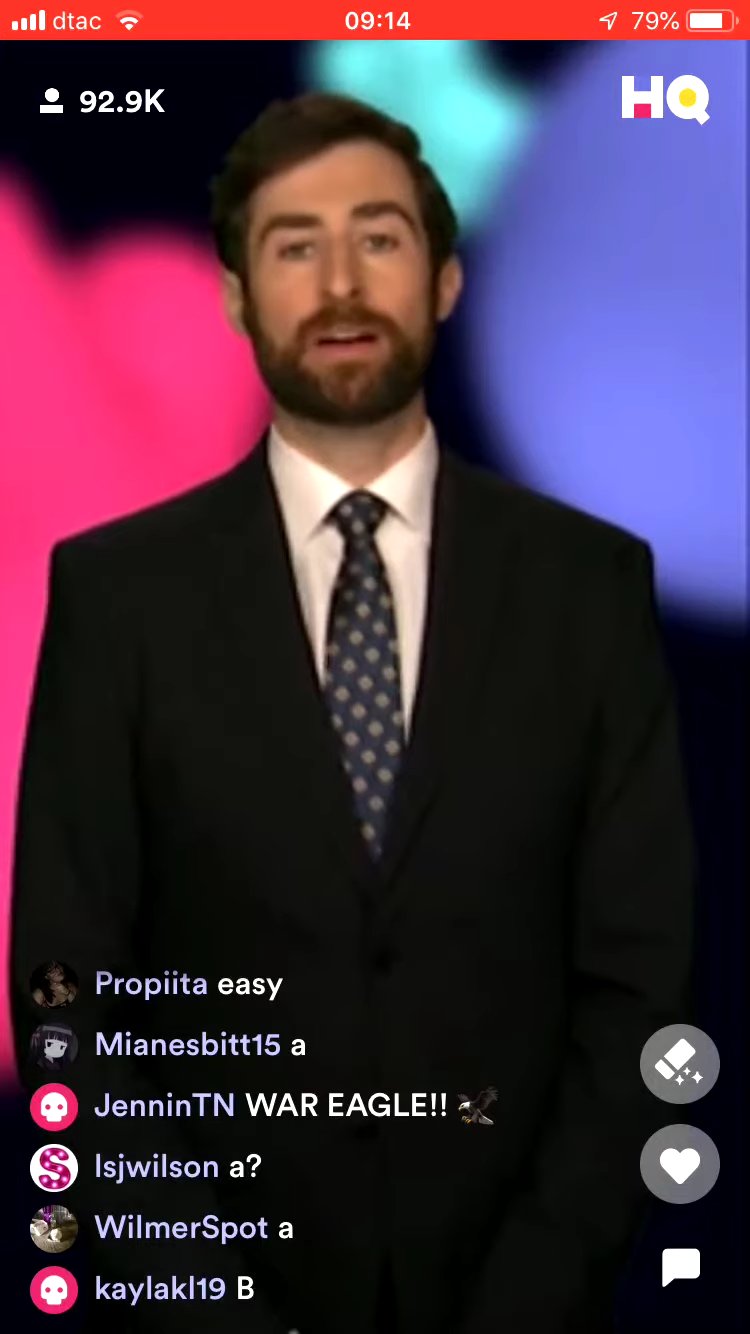 dtac 09:14 79%
92.9K HQ
Propiita easy
Mianesbitt15 a
JenninTN WAR EAGLE!! 🦅
lsjwilson a?
WilmerSpot a
kaylakl19 B